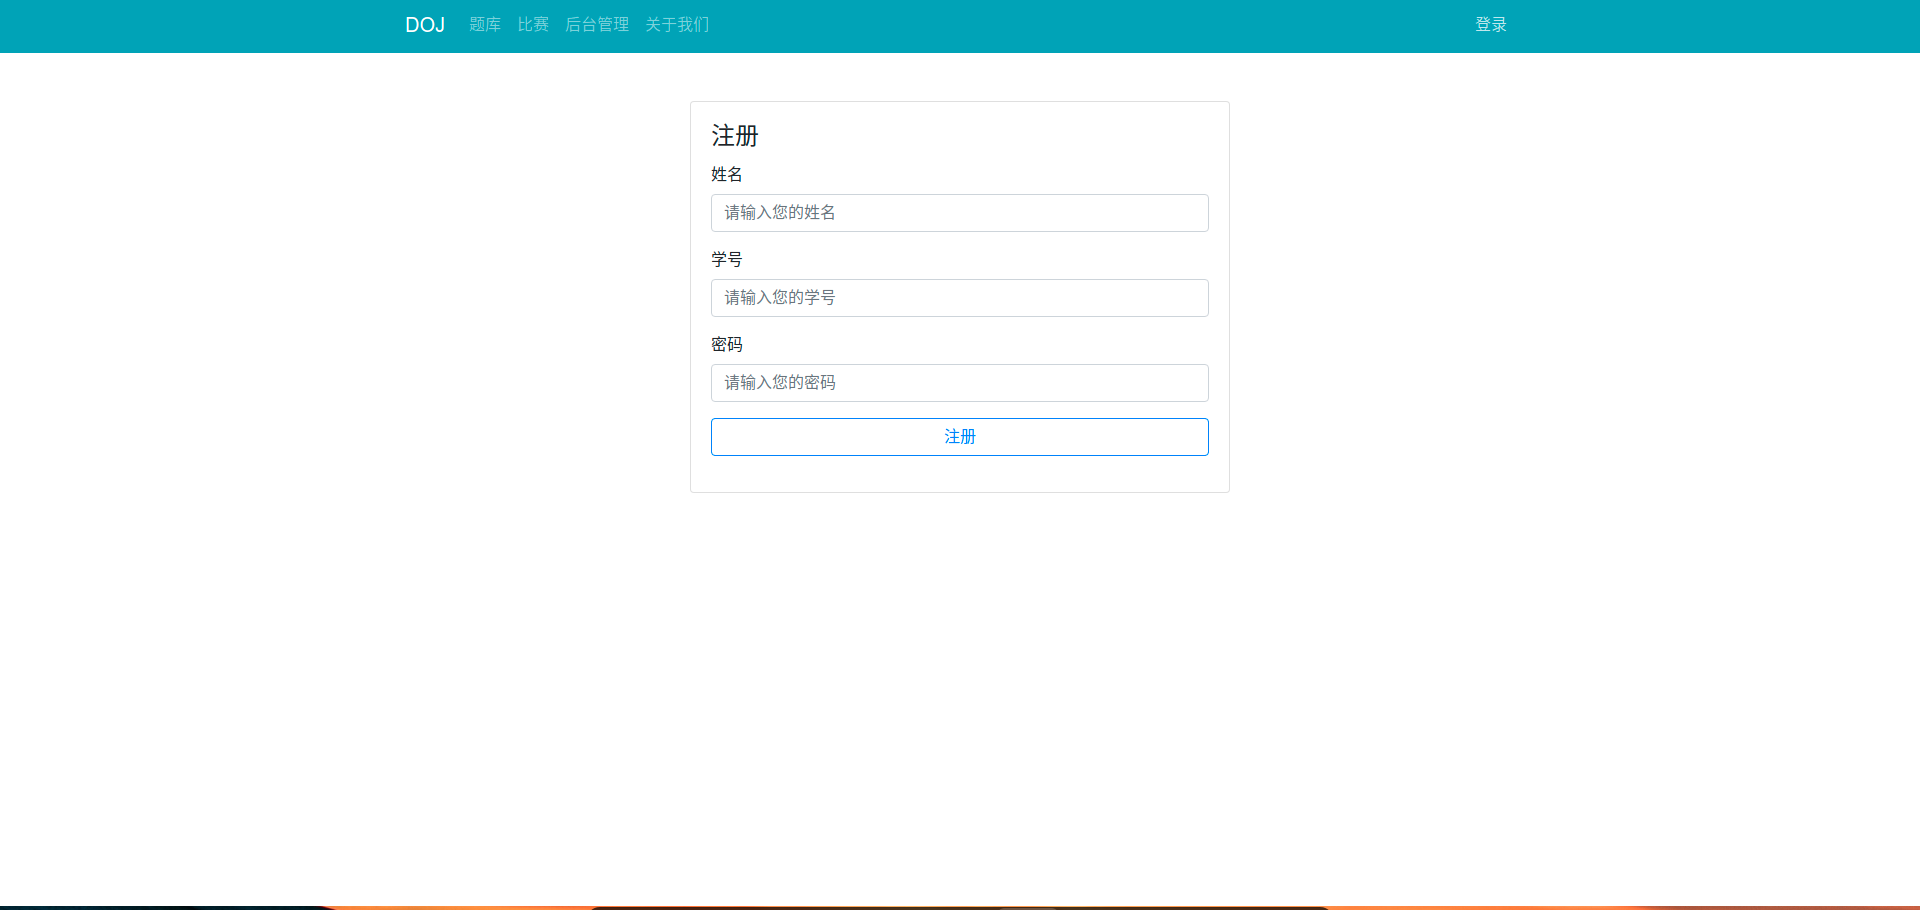 DOJ 题库 比赛 后台管理 关于我们 登录
注册
姓名
请输入您的姓名
学号
请输入您的学号
密码
请输入您的密码
注册